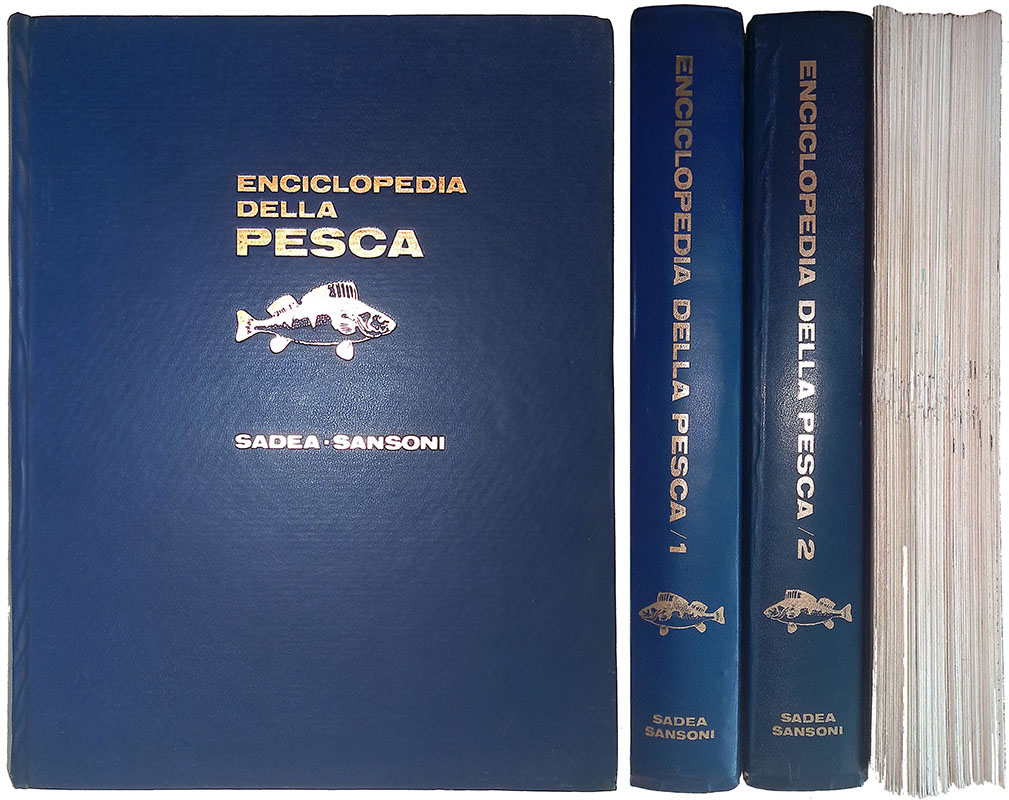 ENCICLOPEDIA
DELLA
PESCA
SADEA·SANSONI
ENCICLOPEDIA DELLA PESCA/1
SADEA
SANSONI
ENCICLOPEDIA DELLA PESCA/2
SADEA
SANSONI